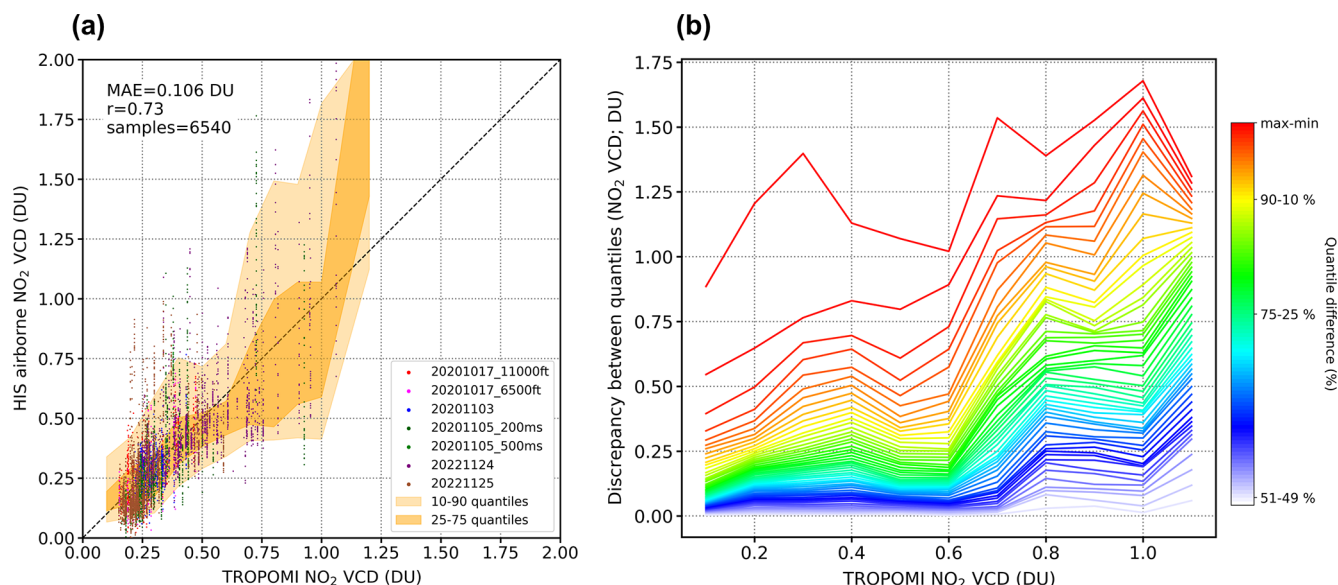 (a)
2.00
1.75
1.50
1.25
1.00
0.75
0.50
0.25
0.00
HIS airborne NO₂ VCD (DU)
MAE=0.106 DU
r=0.73
samples=6540
20201017_11000ft
20201017_6500ft
20201103
20201105_200ms
20201105_500ms
20221124
20221125
10-90 quantiles
25-75 quantiles
0.00 0.25 0.50 0.75 1.00 1.25 1.50 1.75 2.00
TROPOMI NO₂ VCD (DU)
(b)
1.75
1.50
1.25
1.00
0.75
0.50
0.25
0.00
Discrepancy between quantiles (NO₂ VCD; DU)
0.2 0.4 0.6 0.8 1.0
TROPOMI NO₂ VCD (DU)
max-min
90-10 %
75-25 %
51-49 %
Quantile difference (%)